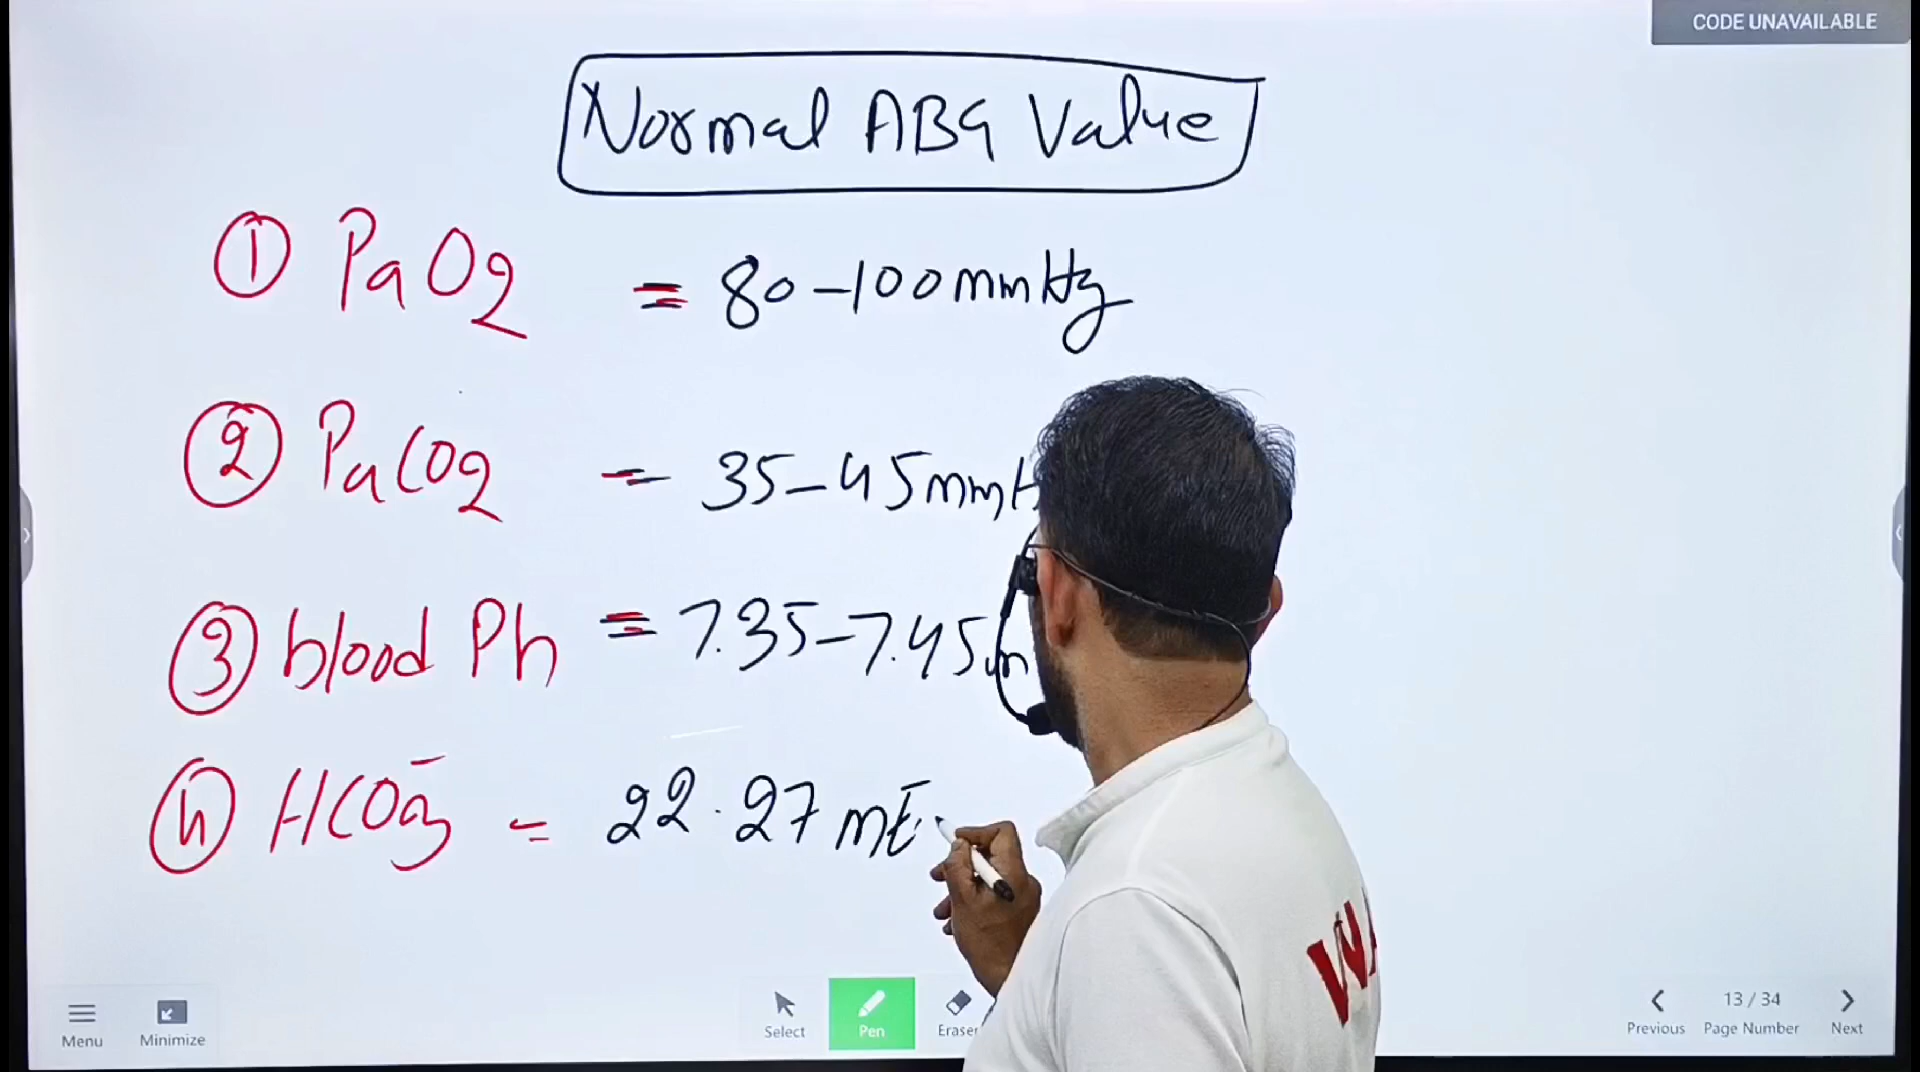 CODE UNAVAILABLE
Normal ABG Value
① PaO2 = 80-100mmHg
② PaCO2 = 35-45mmH
③ blood Ph = 7.35-7.45
④ HCO3⁻ = 22-27 mE
Menu
Minimize
Select
Pen
Eraser
13 / 34
Previous Page Number Next